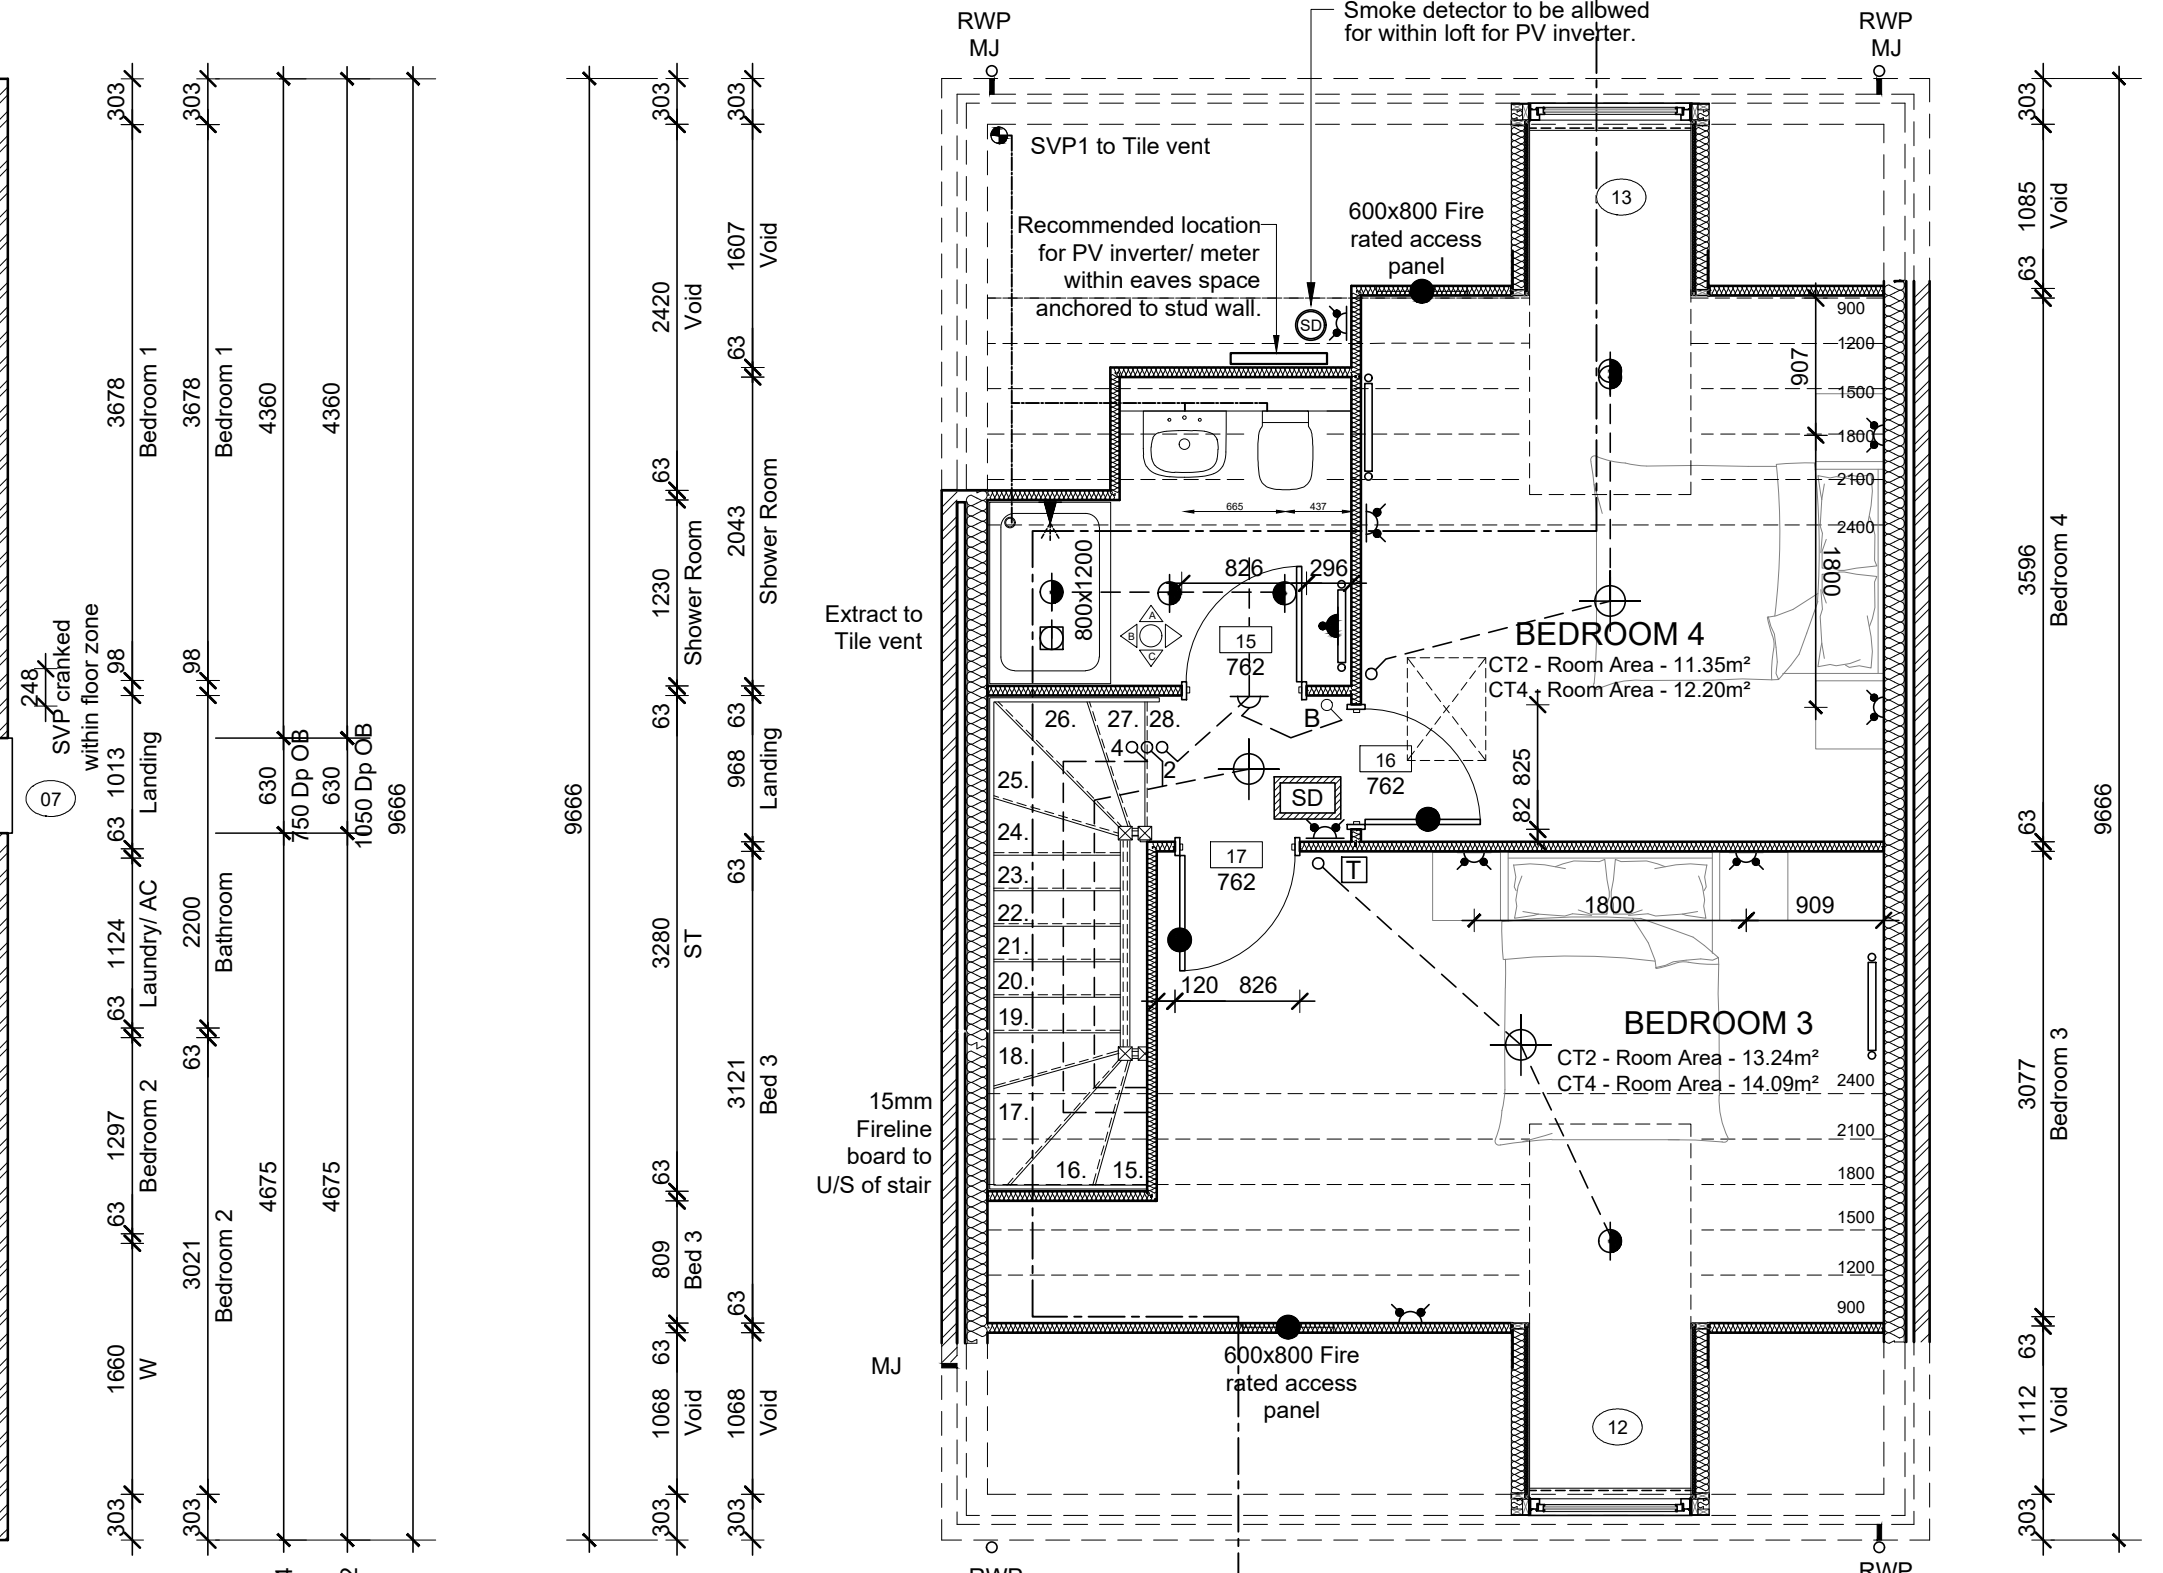 303
3678
Bedroom 1
98
1013
Landing
63
1124
Laundry/ AC
63
1297
Bedroom 2
63
1660
W
303
303
3678
Bedroom 1
98
2200
Bathroom
63
3021
Bedroom 2
303
248
SVP cranked
within floor zone
07
4360
630
750 Dp OB
4675
4360
630
1050 Dp OB
4675
9666
9666
303
2420
Void
63
1230
Shower Room
63
3280
ST
63
809
Bed 3
63
1068
Void
303
303
1607
Void
63
2043
Shower Room
63
968
Landing
63
3121
Bed 3
63
1068
Void
303
RWP
MJ
Smoke detector to be allowed
for within loft for PV inverter.
RWP
MJ
SVP1 to Tile vent
Recommended location
for PV inverter/ meter
within eaves space
anchored to stud wall.
600x800 Fire
rated access
panel
13
SD
900
1200
1500
1800
2100
2400
907
1800
665
437
800x1200
826
296
A
B
C
15
762
Extract to
Tile vent
BEDROOM 4
CT2 - Room Area - 11.35m²
CT4 - Room Area - 12.20m²
26.
27.
28.
4
2
B
25.
24.
23.
22.
21.
20.
19.
18.
17.
16.
15.
16
762
SD
825
82
17
762
T
1800
909
120
826
BEDROOM 3
CT2 - Room Area - 13.24m²
CT4 - Room Area - 14.09m²
2400
2100
1800
1500
1200
900
15mm
Fireline
board to
U/S of stair
MJ
600x800 Fire
rated access
panel
12
RWP
RWP
303
1085
Void
63
3596
Bedroom 4
63
3077
Bedroom 3
63
1112
Void
303
9666